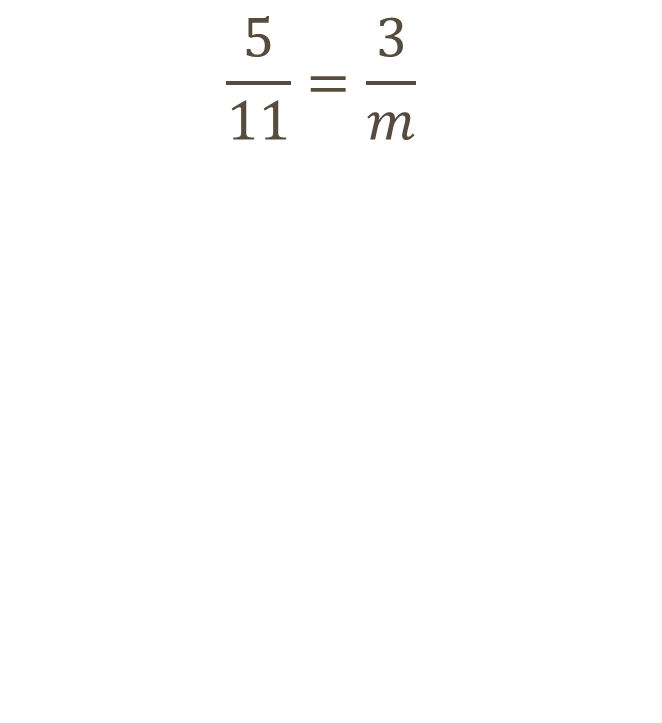 5/11 = 3/m